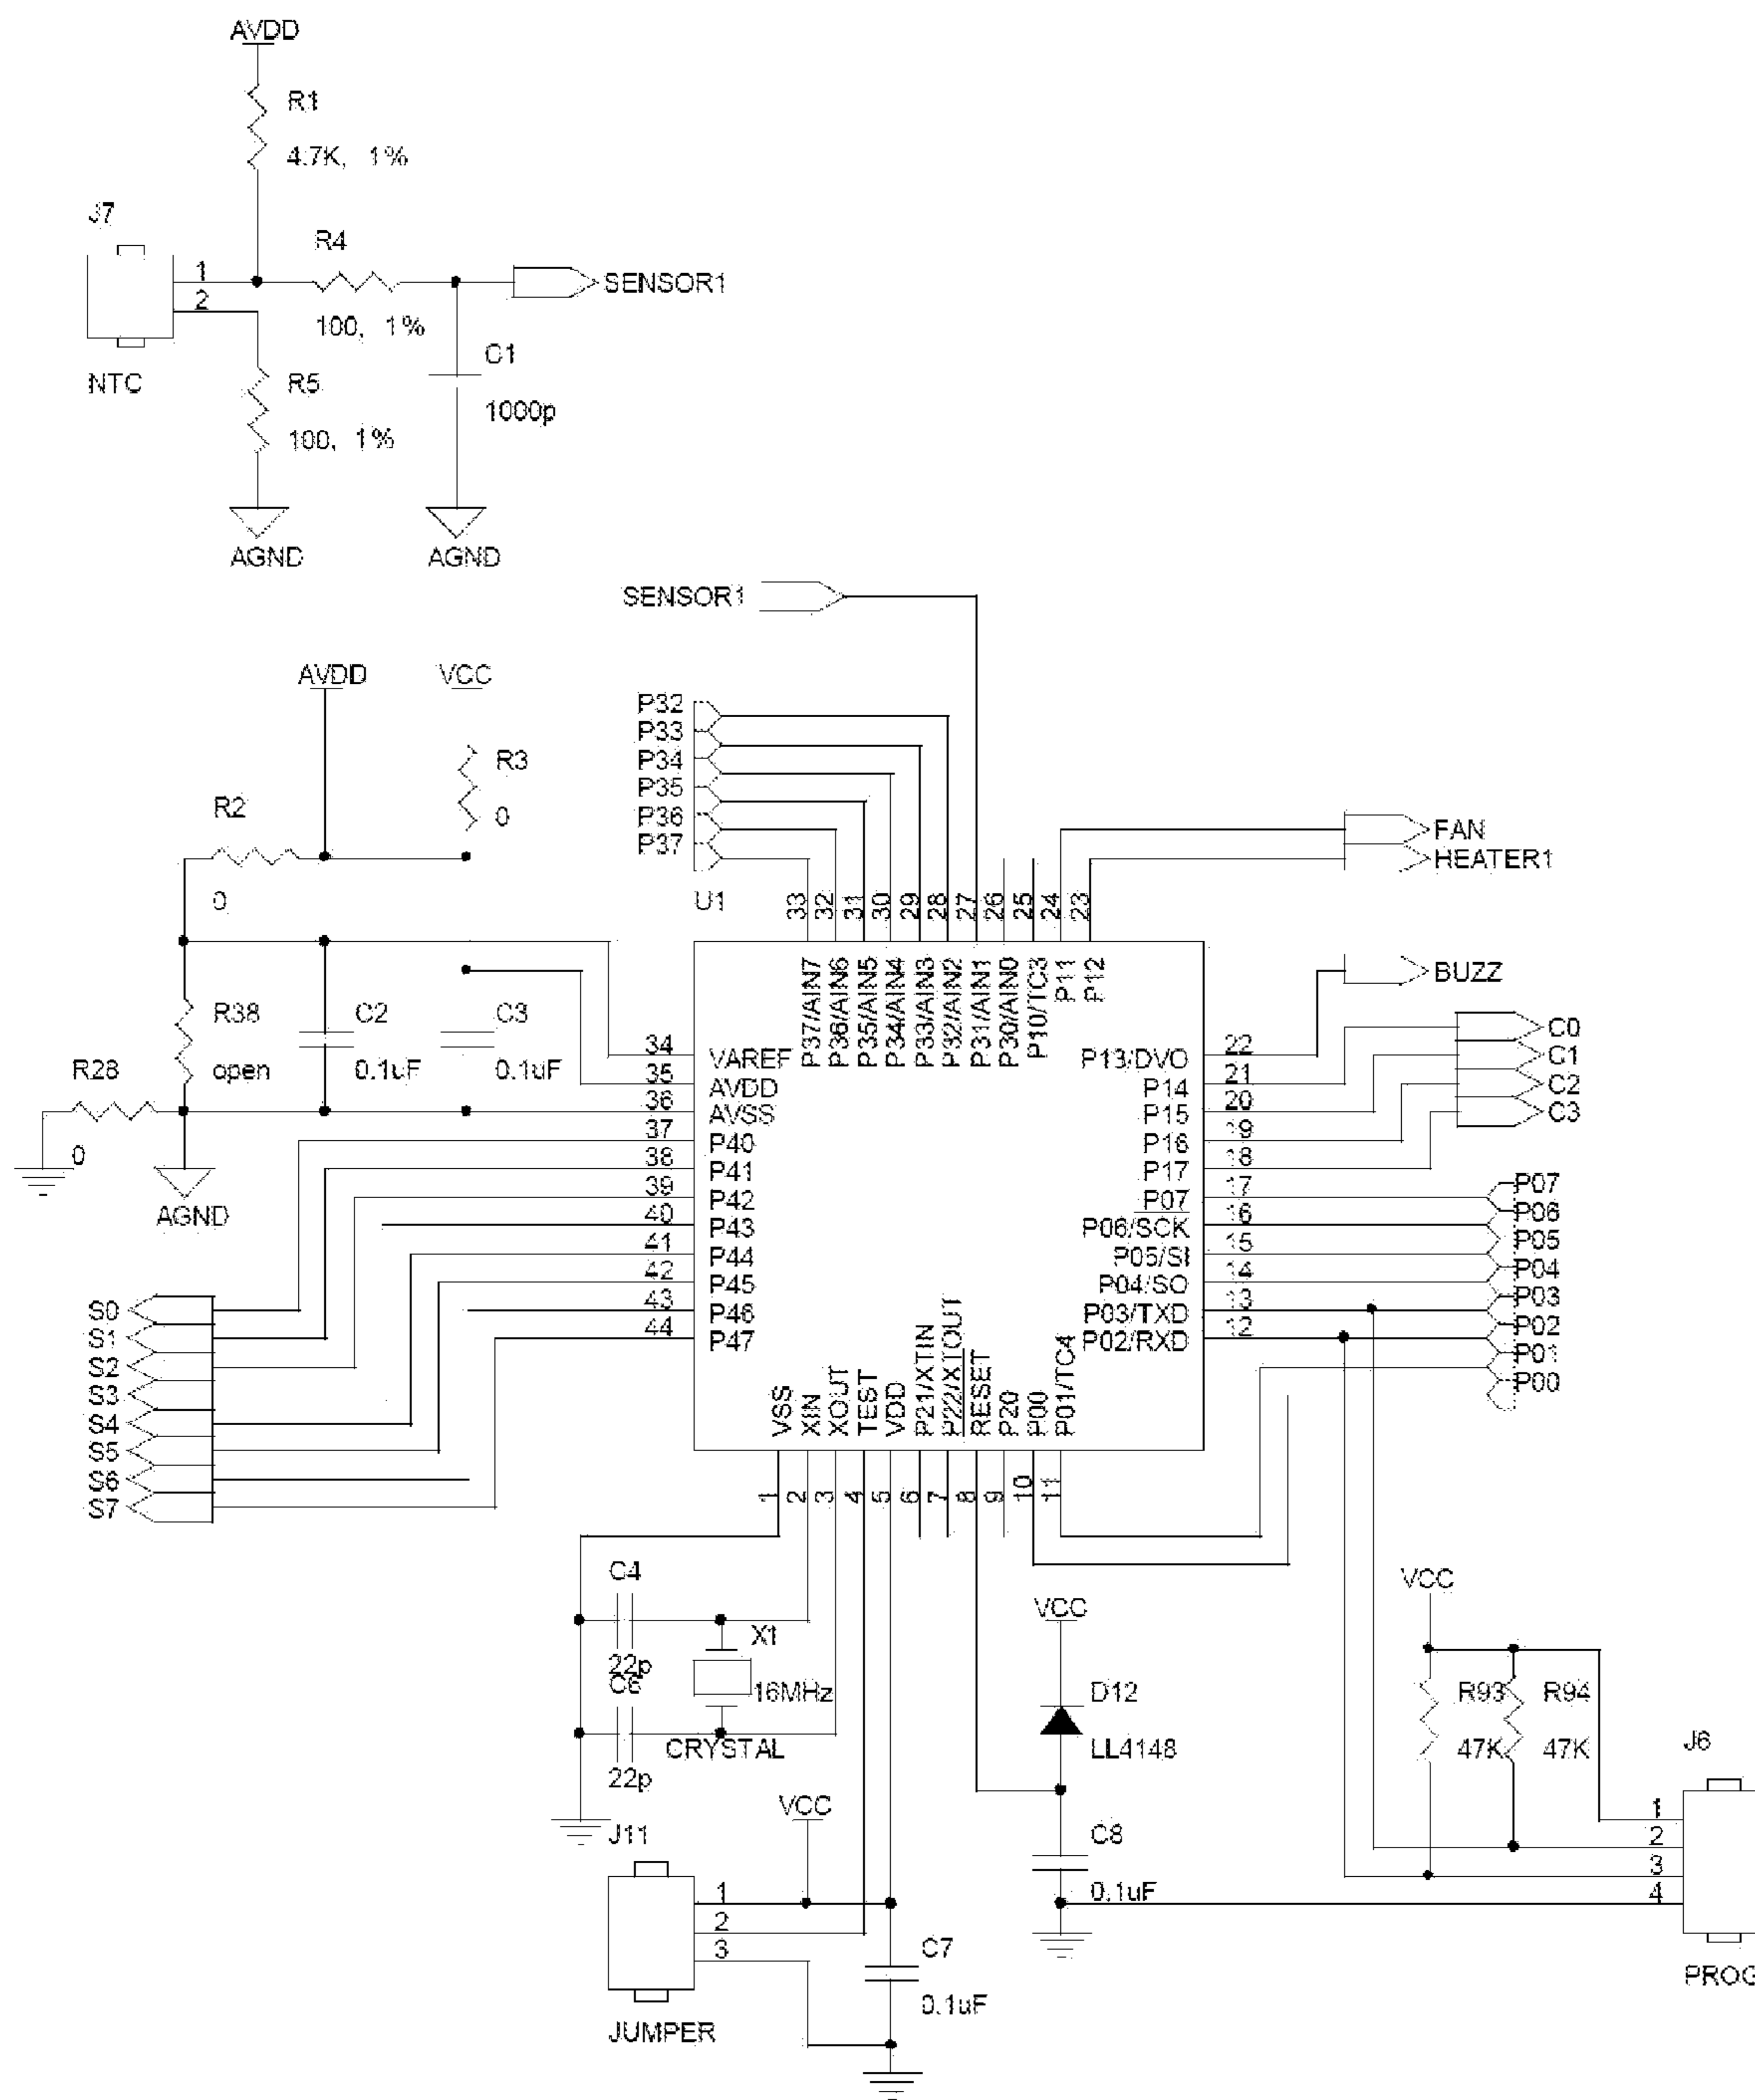 AVDD
R1
4.7K, 1%
J7
1
2
NTC
R4
100, 1%
SENSOR1
C1
1000p
R5
100, 1%
AGND
AGND
SENSOR1
AVDD
VCC
R3
0
R2
0
P32
P33
P34
P35
P36
P37
U1
33
32
31
30
29
28
27
26
25
24
23
FAN
HEATER1
BUZZ
P37/AIN7
P36/AIN6
P35/AIN5
P34/AIN4
P33/AIN3
P32/AIN2
P31/AIN1
P30/AIN0
P10/TC3
P11
P12
R38
open
C2
0.1uF
C3
0.1uF
R28
0
AGND
34 VAREF
35 AVDD
36 AVSS
37 P40
38 P41
39 P42
40 P43
41 P44
42 P45
43 P46
44 P47
P13/DVO 22
P14 21
P15 20
P16 19
P17 18
P07 17
P06/SCK 16
P05/SI 15
P04/SO 14
P03/TXD 13
P02/RXD 12
C0
C1
C2
C3
P07
P06
P05
P04
P03
P02
P01
P00
S0
S1
S2
S3
S4
S5
S6
S7
VSS
XIN
XOUT
TEST
VDD
P21/XTIN
P22/XTOUT
RESET
P20
P00
P01/TC4
1
2
3
4
5
6
7
8
9
10
11
C4
22p
C6
22p
X1
16MHz
CRYSTAL
VCC
D12
LL4148
C8
0.1uF
VCC
R93
47K
R94
47K
J6
1
2
3
4
PROG
VCC
J11
1
2
3
JUMPER
C7
0.1uF